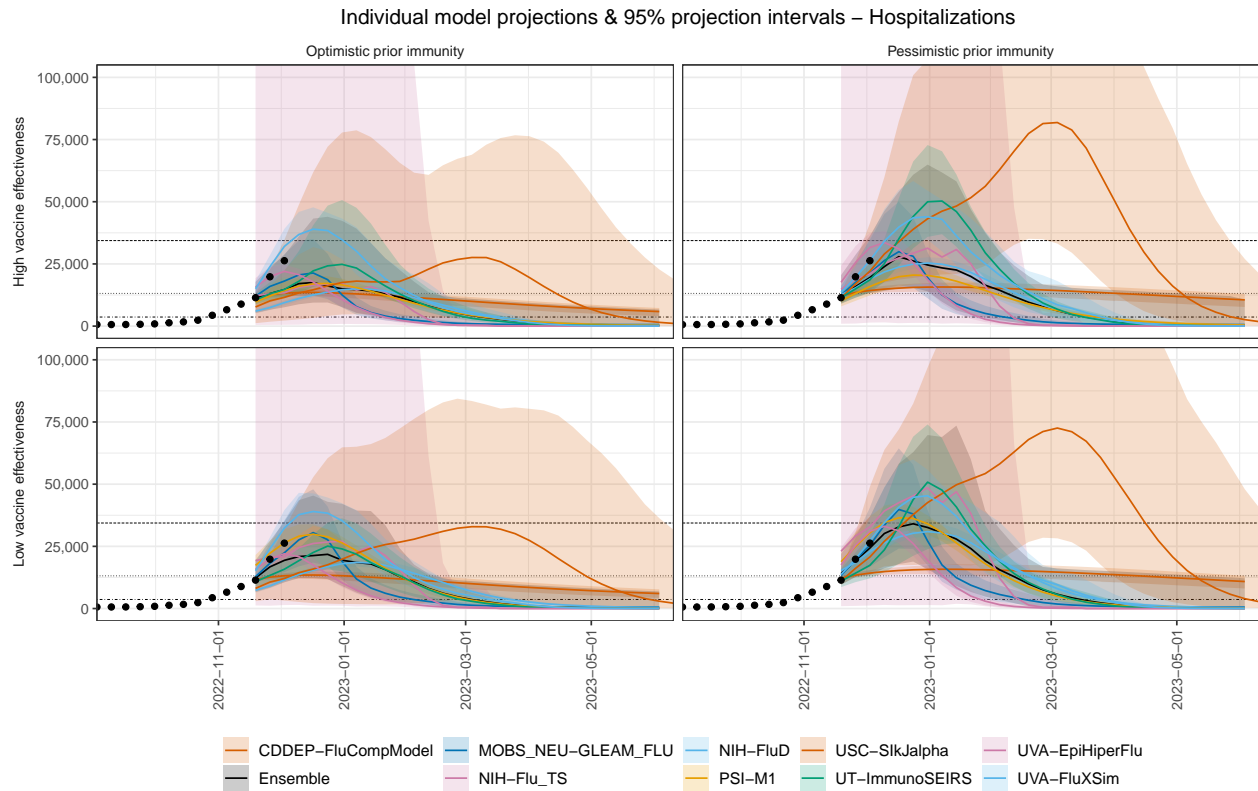 Individual model projections & 95% projection intervals – Hospitalizations
Optimistic prior immunity
Pessimistic prior immunity
High vaccine effectiveness
100,000
75,000
50,000
25,000
0
Low vaccine effectiveness
100,000
75,000
50,000
25,000
0
2022−11−01
2023−01−01
2023−03−01
2023−05−01
2022−11−01
2023−01−01
2023−03−01
2023−05−01
CDDEP−FluCompModel
MOBS_NEU−GLEAM_FLU
NIH−FluD
USC−SIkJalpha
UVA−EpiHiperFlu
Ensemble
NIH−Flu_TS
PSI−M1
UT−ImmunoSEIRS
UVA−FluXSim